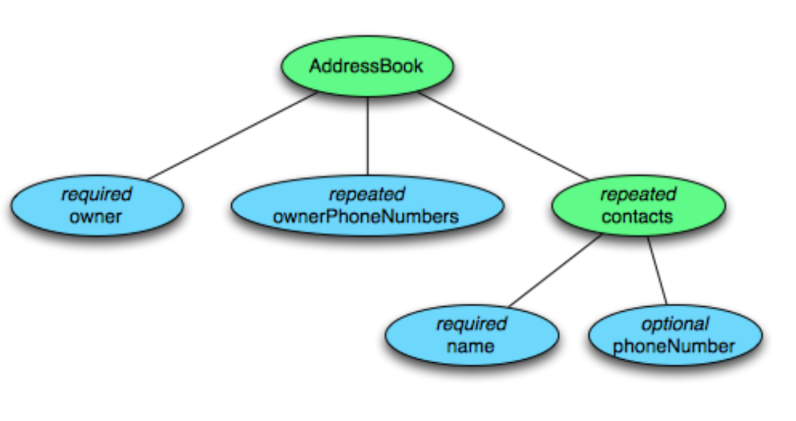 AddressBook
required
owner
repeated
ownerPhoneNumbers
repeated
contacts
required
name
optional
phoneNumber